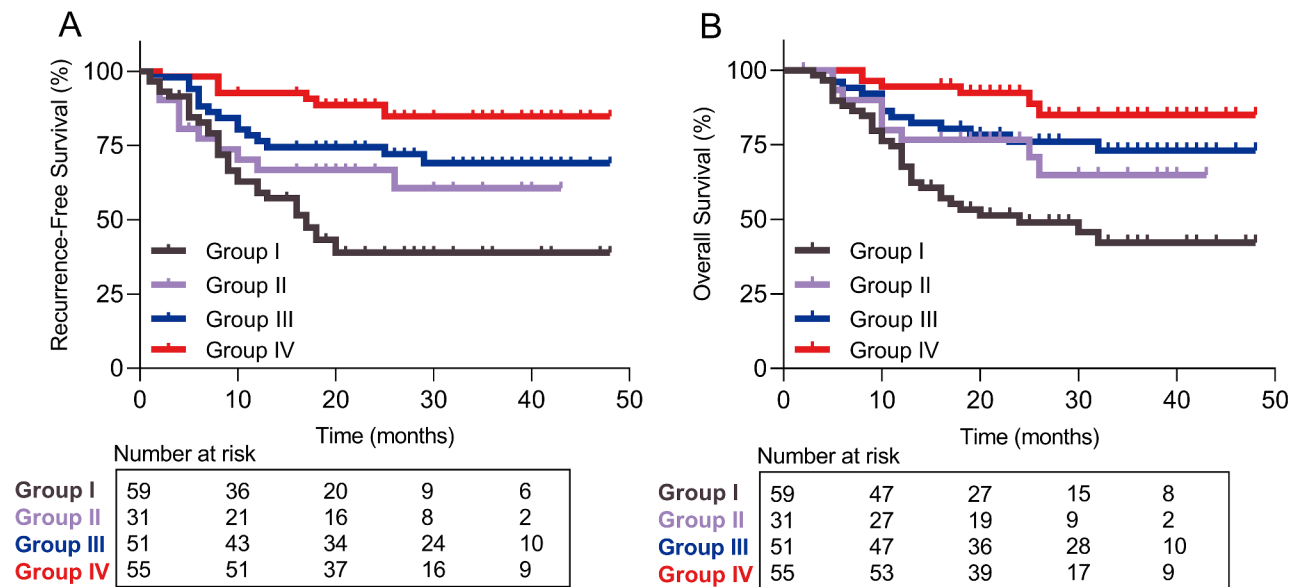 A
Recurrence-Free Survival (%)
100
75
50
25
0
Group I
Group II
Group III
Group IV
0 10 20 30 40 50
Time (months)
Number at risk
Group I 59 36 20 9 6
Group II 31 21 16 8 2
Group III 51 43 34 24 10
Group IV 55 51 37 16 9
B
Overall Survival (%)
100
75
50
25
0
Group I
Group II
Group III
Group IV
0 10 20 30 40 50
Time (months)
Number at risk
Group I 59 47 27 15 8
Group II 31 27 19 9 2
Group III 51 47 36 28 10
Group IV 55 53 39 17 9